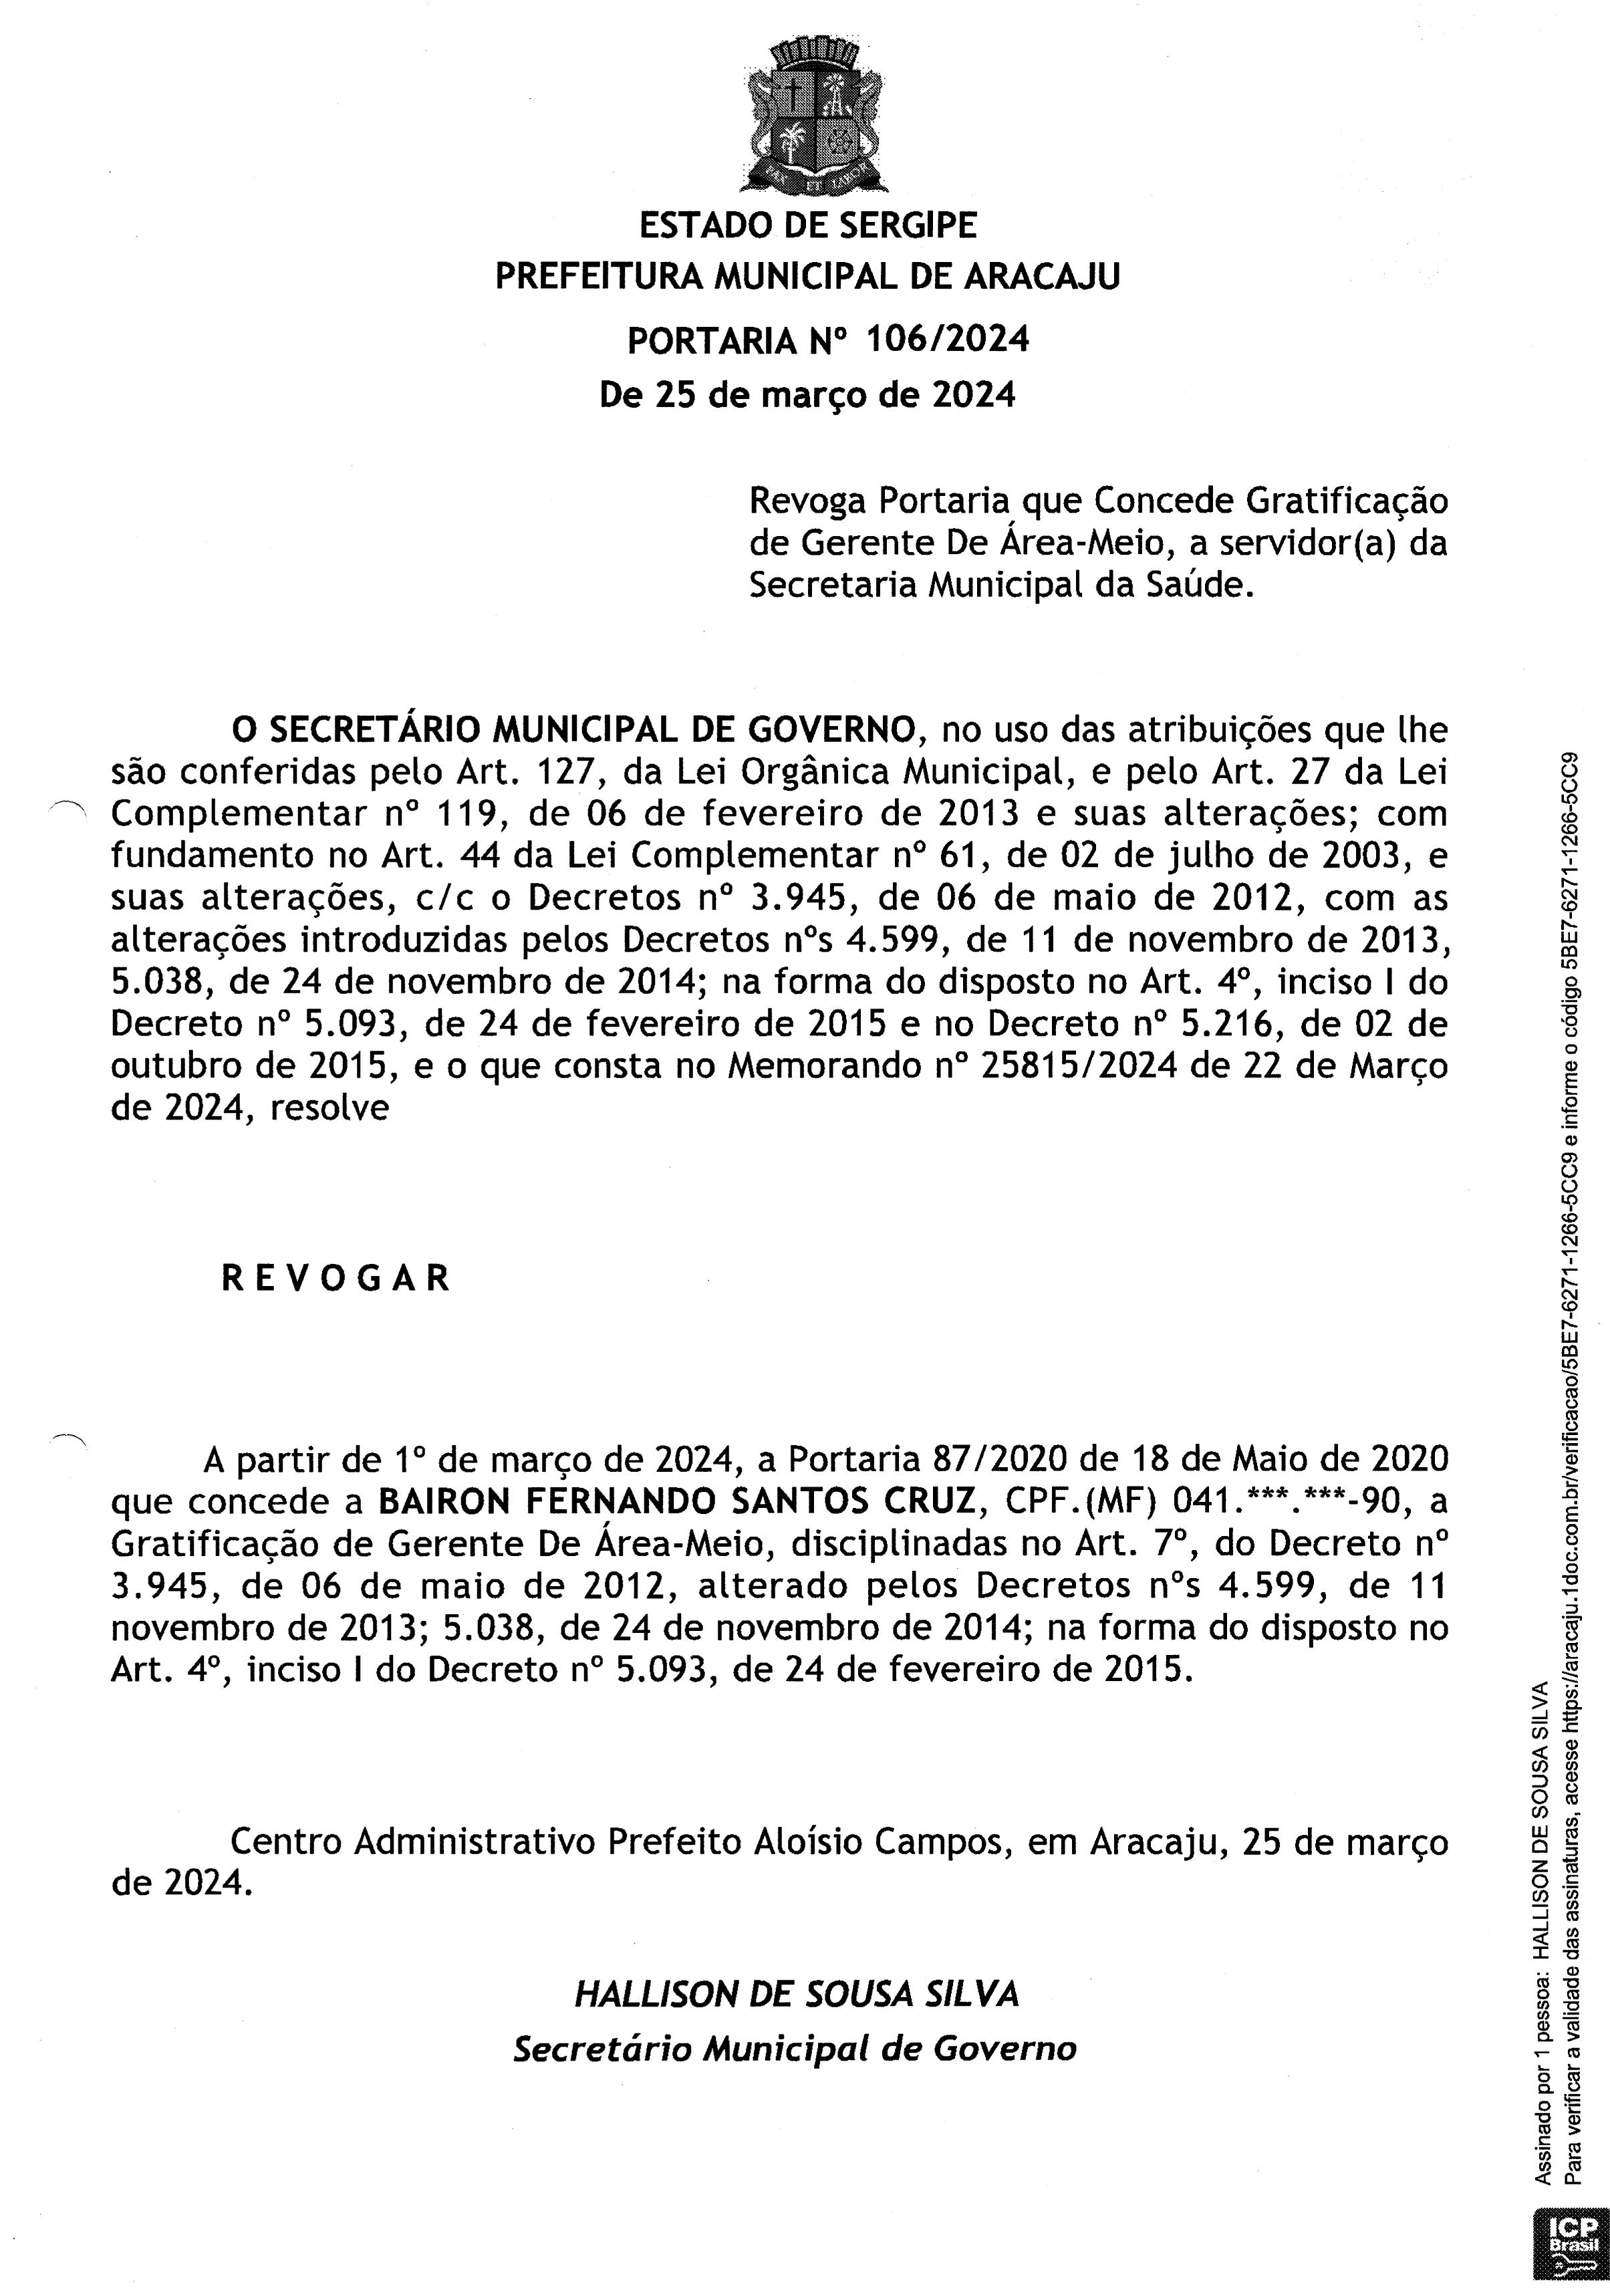 PAX ET LABOR
ESTADO DE SERGIPE
PREFEITURA MUNICIPAL DE ARACAJU
PORTARIA Nº 106/2024
De 25 de março de 2024
Revoga Portaria que Concede Gratificação
de Gerente De Área-Meio, a servidor(a) da
Secretaria Municipal da Saúde.
O SECRETÁRIO MUNICIPAL DE GOVERNO, no uso das atribuições que lhe
são conferidas pelo Art. 127, da Lei Orgânica Municipal, e pelo Art. 27 da Lei
Complementar nº 119, de 06 de fevereiro de 2013 e suas alterações; com
fundamento no Art. 44 da Lei Complementar nº 61, de 02 de julho de 2003, e
suas alterações, c/c o Decretos nº 3.945, de 06 de maio de 2012, com as
alterações introduzidas pelos Decretos nºs 4.599, de 11 de novembro de 2013,
5.038, de 24 de novembro de 2014; na forma do disposto no Art. 4º, inciso I do
Decreto nº 5.093, de 24 de fevereiro de 2015 e no Decreto nº 5.216, de 02 de
outubro de 2015, e o que consta no Memorando nº 25815/2024 de 22 de Março
de 2024, resolve
R E V O G A R
A partir de 1º de março de 2024, a Portaria 87/2020 de 18 de Maio de 2020
que concede a BAIRON FERNANDO SANTOS CRUZ, CPF.(MF) 041.***.***-90, a
Gratificação de Gerente De Área-Meio, disciplinadas no Art. 7º, do Decreto nº
3.945, de 06 de maio de 2012, alterado pelos Decretos nºs 4.599, de 11
novembro de 2013; 5.038, de 24 de novembro de 2014; na forma do disposto no
Art. 4º, inciso I do Decreto nº 5.093, de 24 de fevereiro de 2015.
Centro Administrativo Prefeito Aloísio Campos, em Aracaju, 25 de março
de 2024.
HALLISON DE SOUSA SILVA
Secretário Municipal de Governo
Assinado por 1 pessoa: HALLISON DE SOUSA SILVA
Para verificar a validade das assinaturas, acesse https://aracaju.1doc.com.br/verificacao/5BE7-6271-1266-5CC9 e informe o código 5BE7-6271-1266-5CC9
ICP
Brasil